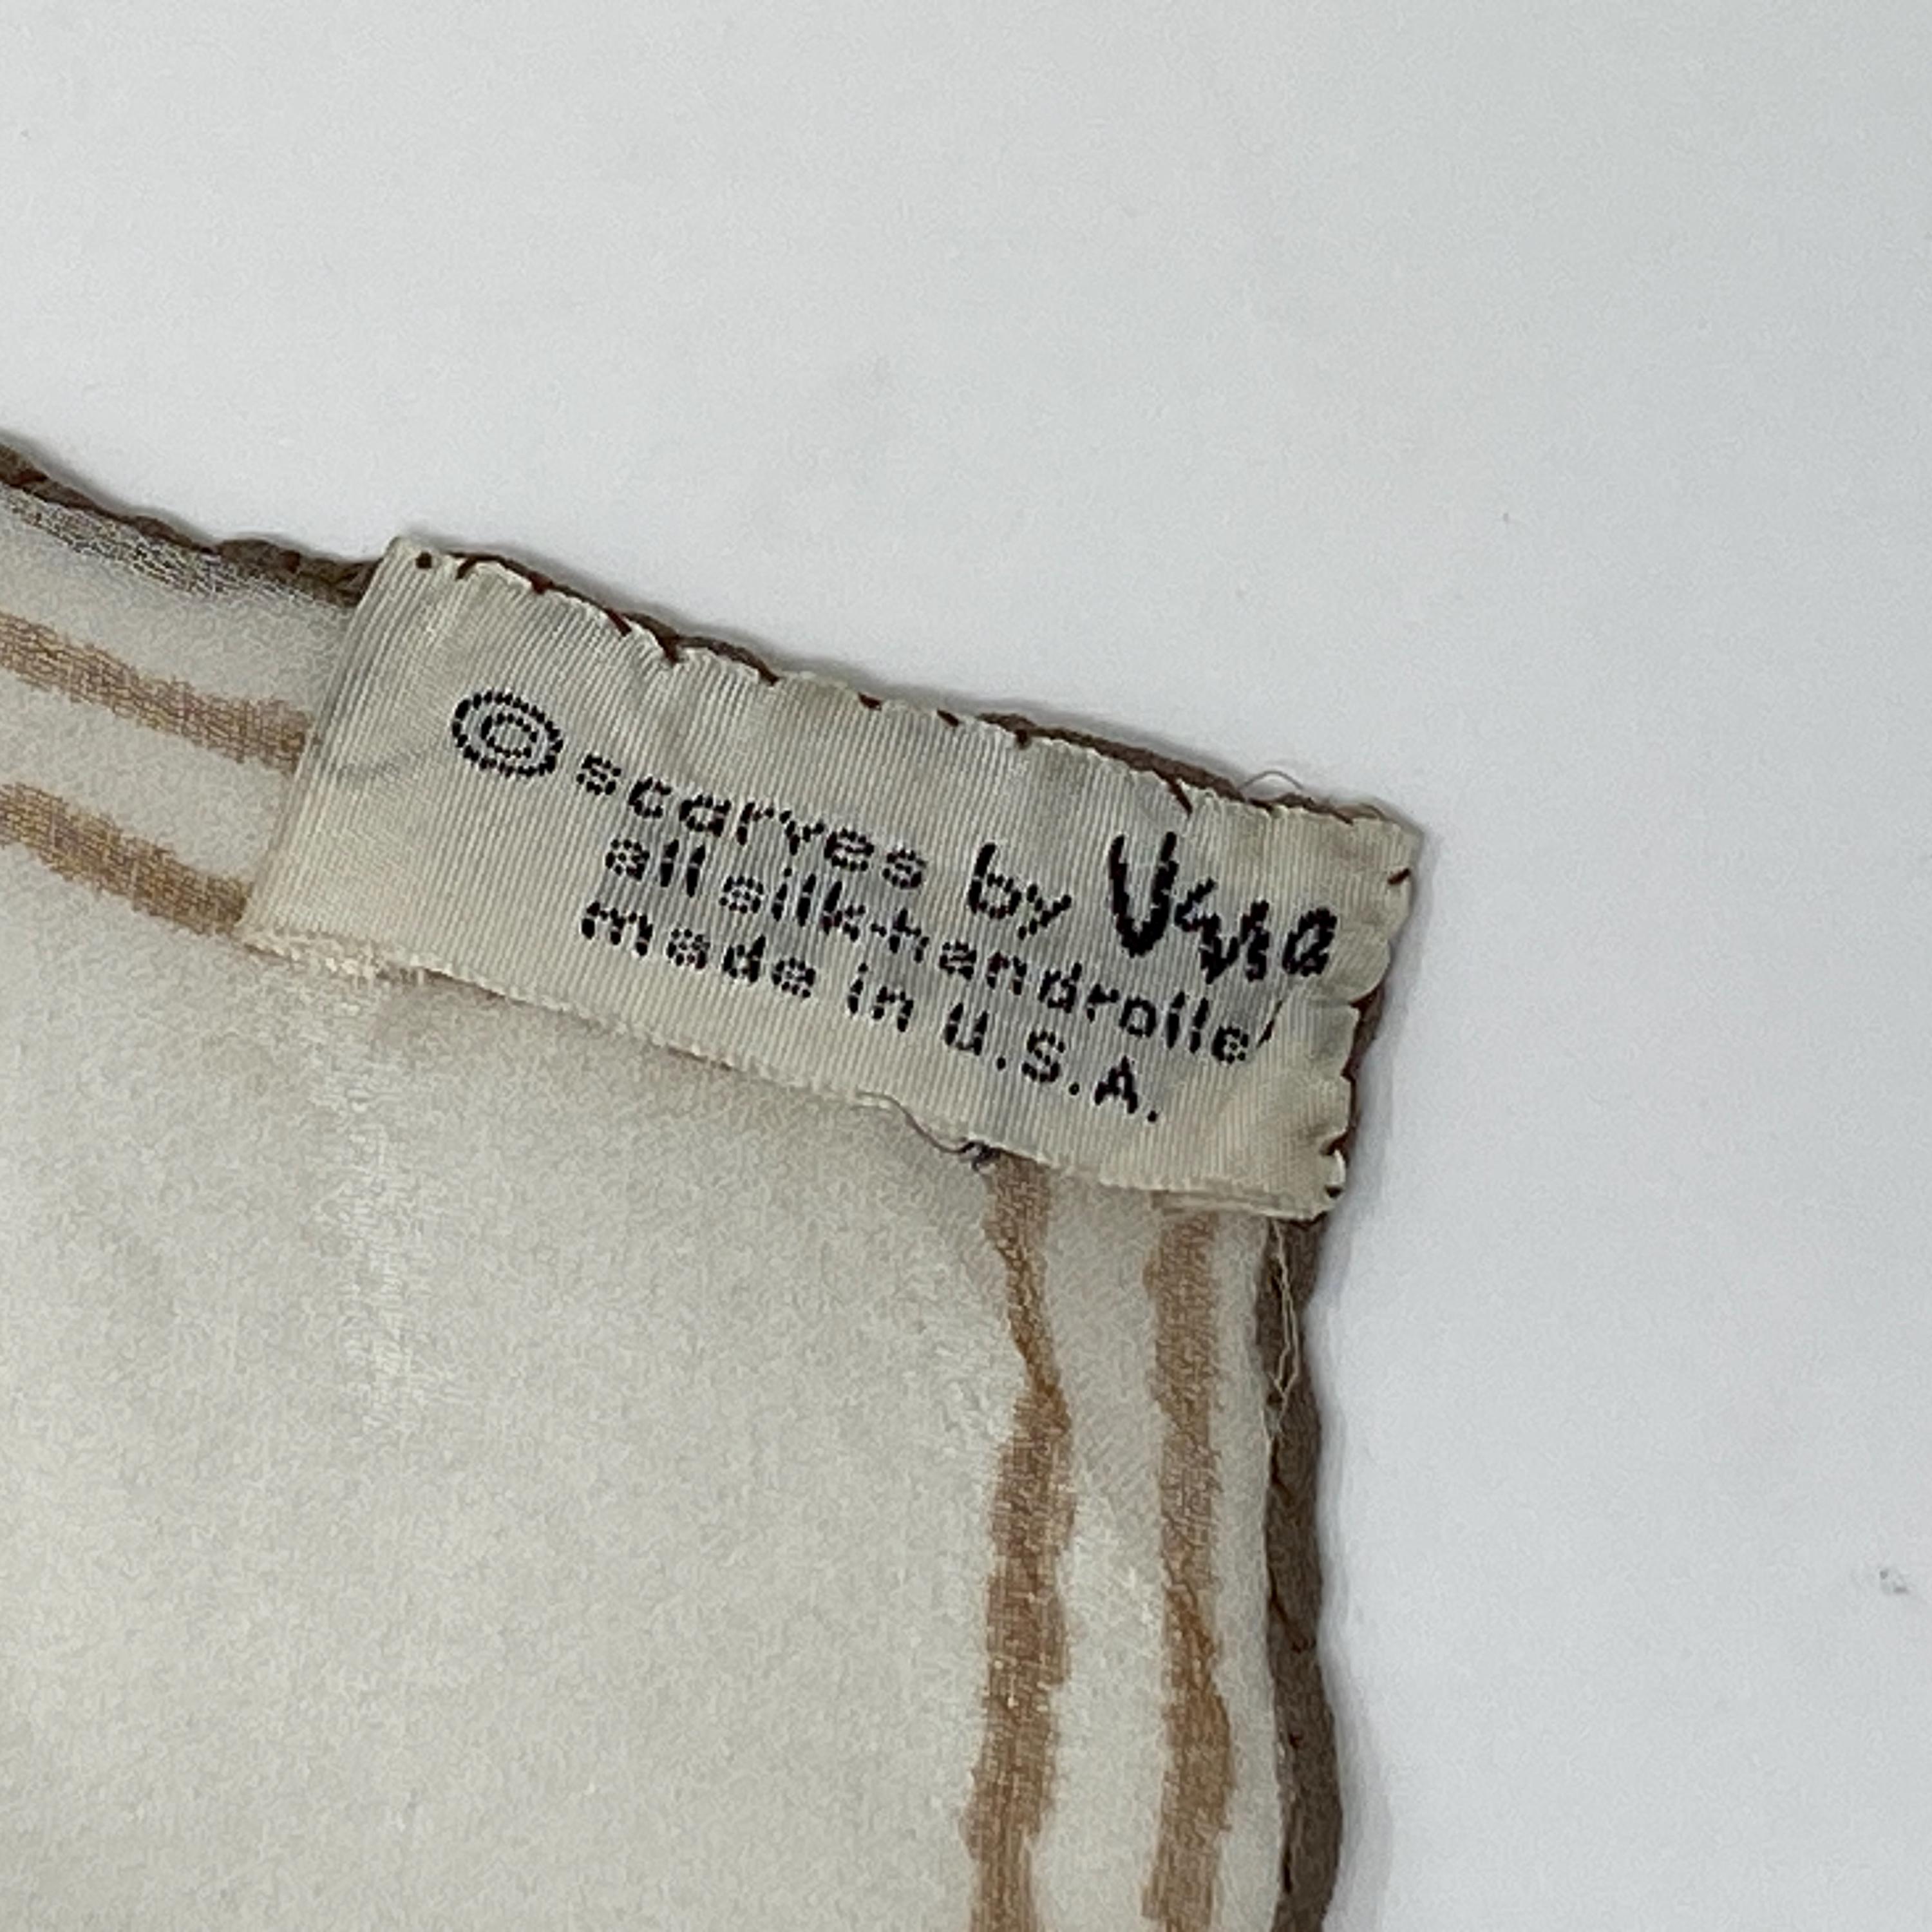 © scarves by Vera
all silk-handrolled
made in U.S.A.